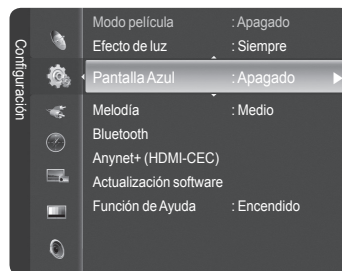 Configuración
Modo película : Apagado
Efecto de luz : Siempre
Pantalla Azul : Apagado
Melodía : Medio
Bluetooth
Anynet+ (HDMI-CEC)
Actualización software
Función de Ayuda : Encendido